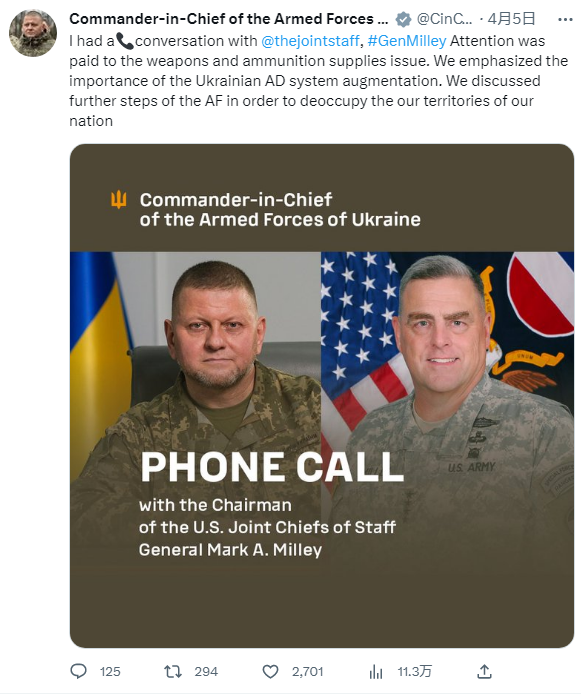 Commander-in-Chief of the Armed Forces ... @CinC... · 4月5日
I had a📞conversation with @thejointstaff, #GenMilley Attention was
paid to the weapons and ammunition supplies issue. We emphasized the
importance of the Ukrainian AD system augmentation. We discussed
further steps of the AF in order to deoccupy the our territories of our
nation
Commander-in-Chief
of the Armed Forces of Ukraine
U.S. ARMY
PHONE CALL
with the Chairman
of the U.S. Joint Chiefs of Staff
General Mark A. Milley
125 294 2,701 11.3万